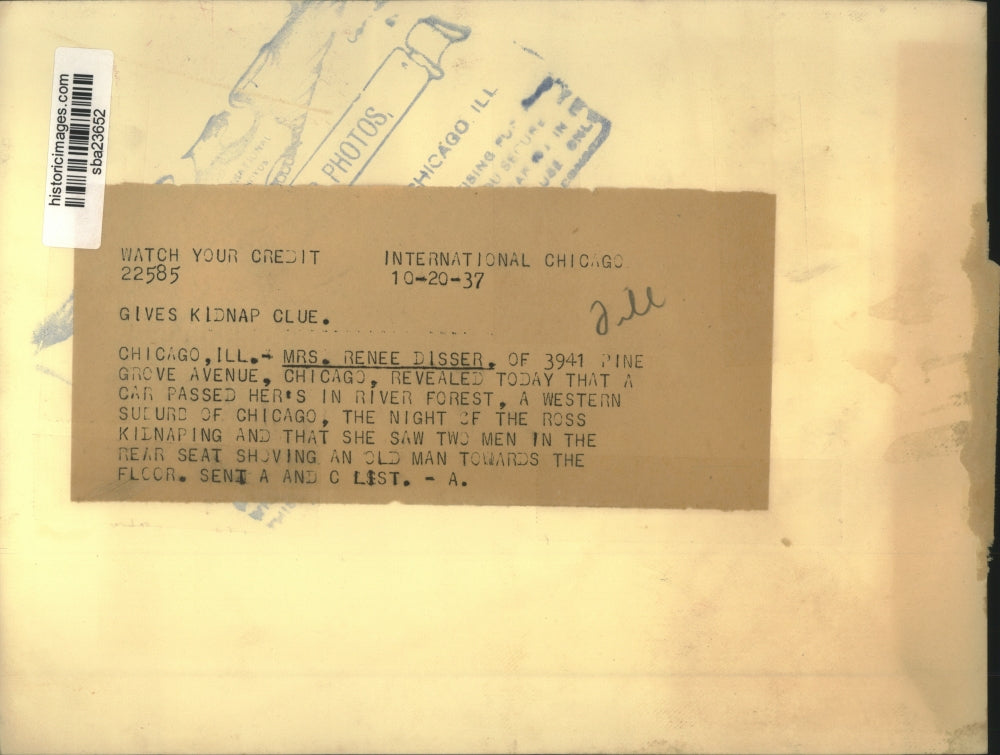 historicimages.com
sba23652
PHOTOS,
CHICAGO, ILL
WATCH YOUR CREDIT INTERNATIONAL CHICAGO
22585 10-20-37
GIVES KIDNAP CLUE.
CHICAGO, ILL.- MRS. RENEE DISSER, OF 3941 PINE
GROVE AVENUE, CHICAGO, REVEALED TODAY THAT A
CAR PASSED HER'S IN RIVER FOREST, A WESTERN
SUBURB OF CHICAGO, THE NIGHT OF THE ROSS
KIDNAPING AND THAT SHE SAW TWO MEN IN THE
REAR SEAT SHOVING AN OLD MAN TOWARDS THE
FLOOR. SENT A AND C LIST. - A.